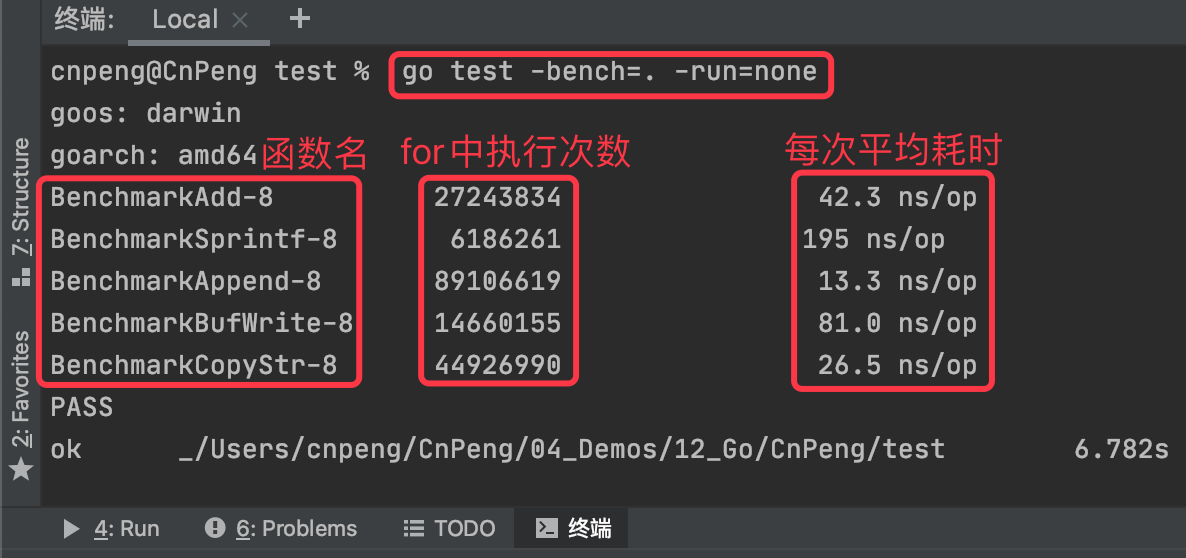 终端: Local × +
cnpeng@CnPeng test % go test -bench=. -run=none
goos: darwin
goarch: amd64 函数名 for中执行次数 每次平均耗时
BenchmarkAdd-8 27243834 42.3 ns/op
BenchmarkSprintf-8 6186261 195 ns/op
BenchmarkAppend-8 89106619 13.3 ns/op
BenchmarkBufWrite-8 14660155 81.0 ns/op
BenchmarkCopyStr-8 44926990 26.5 ns/op
PASS
ok _/Users/cnpeng/CnPeng/04_Demos/12_Go/CnPeng/test 6.782s
7: Structure
2: Favorites
4: Run 6: Problems TODO 终端